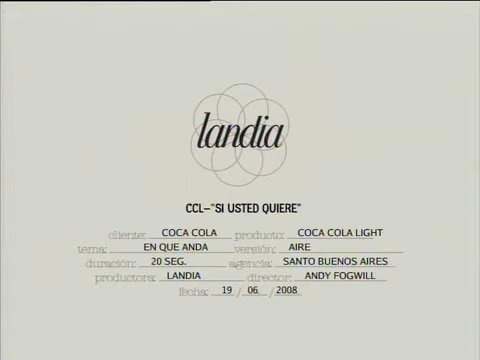 landia
CCL-"SI USTED QUIERE"
cliente: COCA COLA producto: COCA COLA LIGHT
tema: EN QUE ANDA versión: AIRE
duración: 20 SEG. agencia: SANTO BUENOS AIRES
productora: LANDIA director: ANDY FOGWILL
fecha: 19 / 06 / 2008